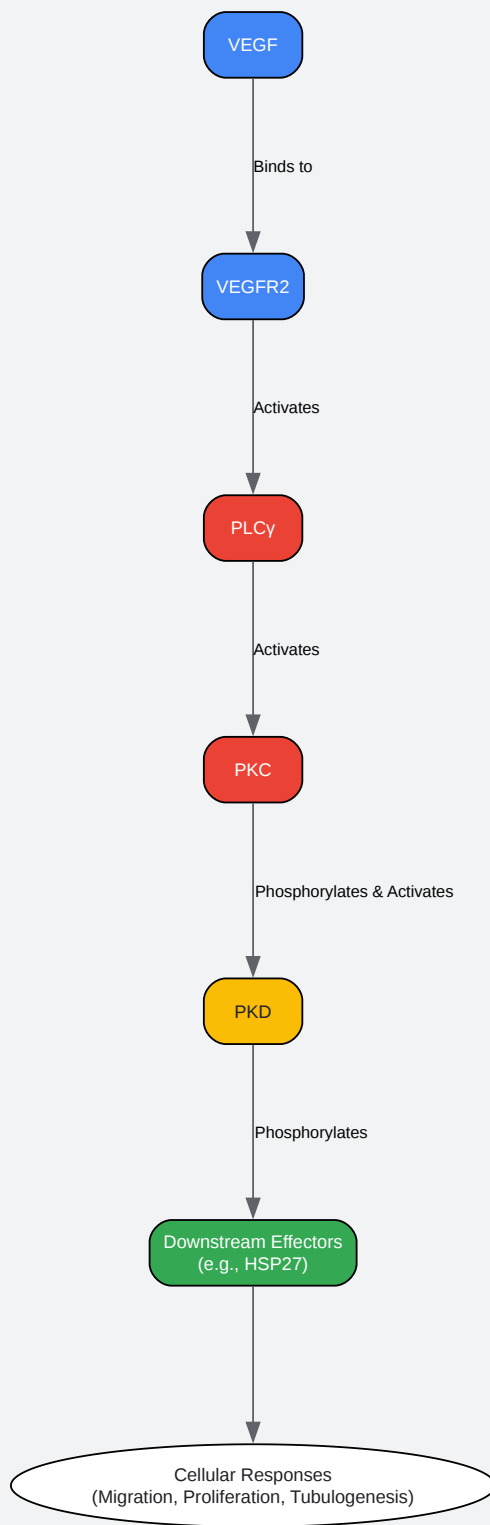 VEGF
Binds to
VEGFR2
Activates
PLCγ
Activates
PKC
Phosphorylates & Activates
PKD
Phosphorylates
Downstream Effectors
(e.g., HSP27)
Cellular Responses
(Migration, Proliferation, Tubulogenesis)